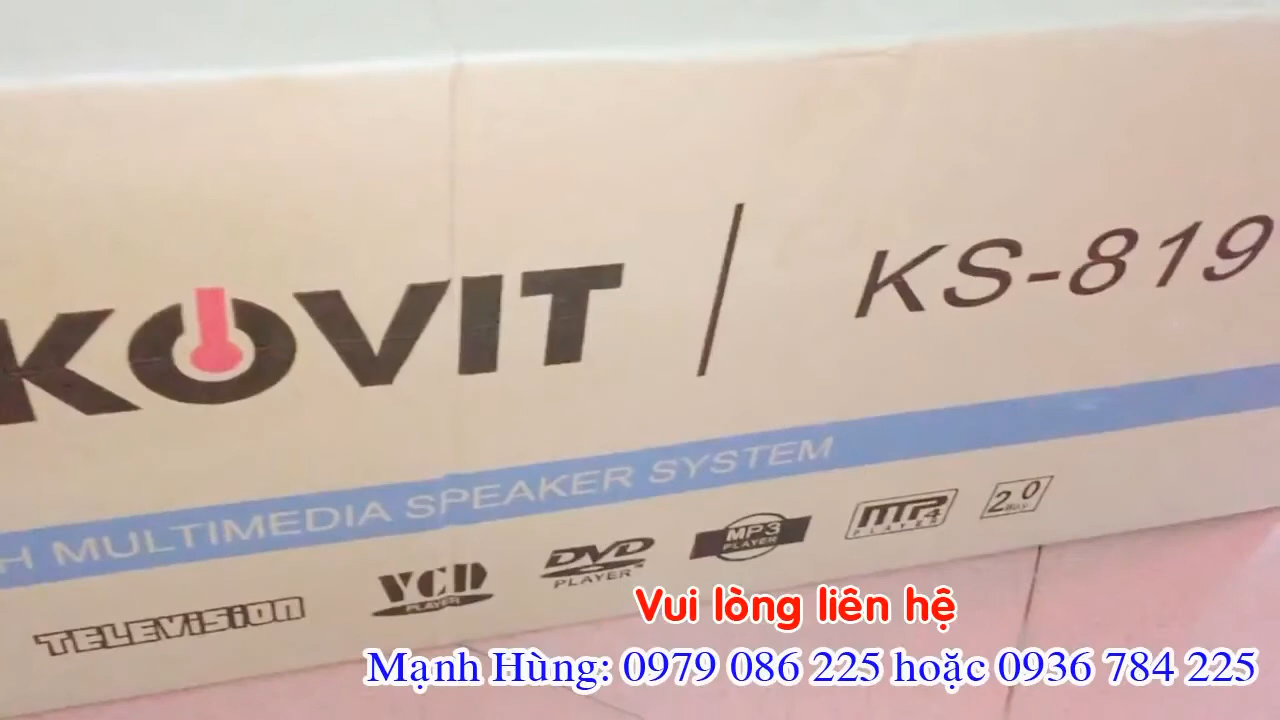 KOVIT | KS-819
H MULTIMEDIA SPEAKER SYSTEM
TELEVISION VCD PLAYER DVD PLAYER MP3 PLAYER MP4 PLAYER 2.0 Way
Vui lòng liên hệ
Mạnh Hùng: 0979 086 225 hoặc 0936 784 225